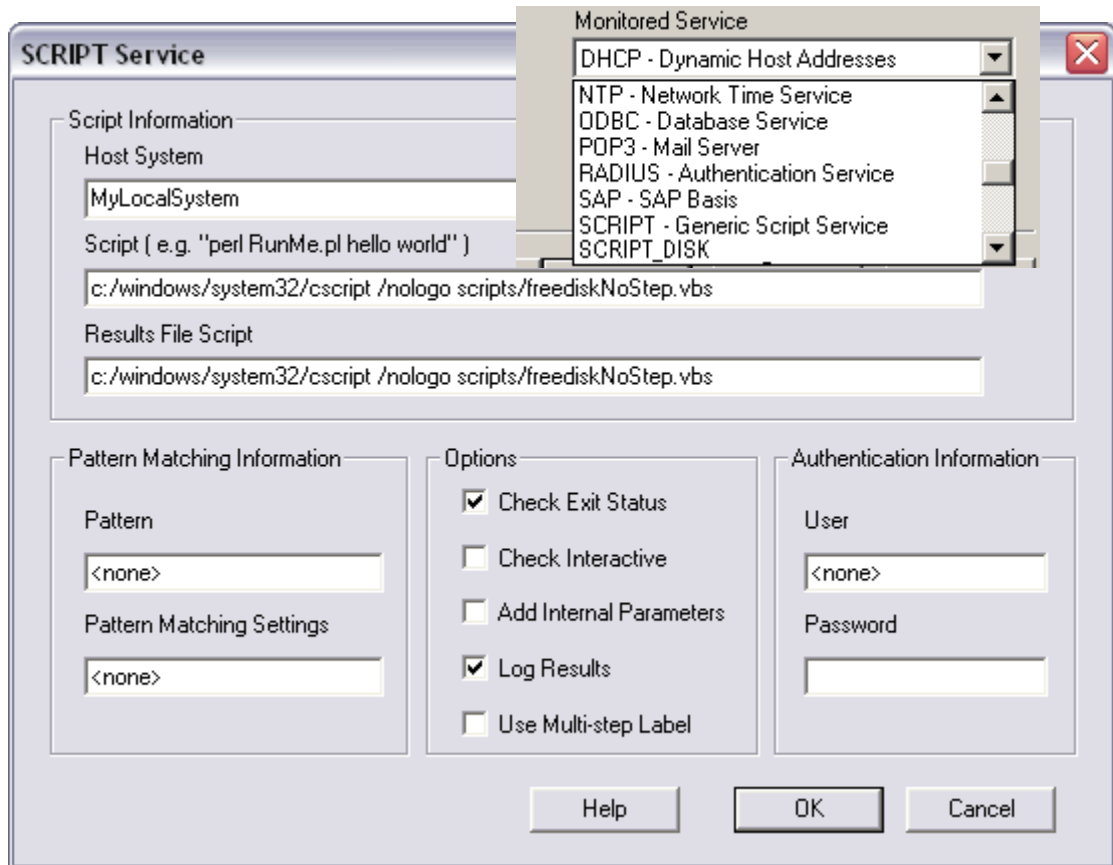 Monitored Service
SCRIPT Service
DHCP - Dynamic Host Addresses
NTP - Network Time Service
ODBC - Database Service
POP3 - Mail Server
RADIUS - Authentication Service
SAP - SAP Basis
SCRIPT - Generic Script Service
SCRIPT_DISK
Script Information
Host System
MyLocalSystem
Script ( e.g. "perl RunMe.pl hello world" )
c:/windows/system32/cscript /nologo scripts/freediskNoStep.vbs
Results File Script
c:/windows/system32/cscript /nologo scripts/freediskNoStep.vbs
Pattern Matching Information
Pattern
<none>
Pattern Matching Settings
<none>
Options
Check Exit Status
Check Interactive
Add Internal Parameters
Log Results
Use Multi-step Label
Authentication Information
User
<none>
Password
Help
OK
Cancel